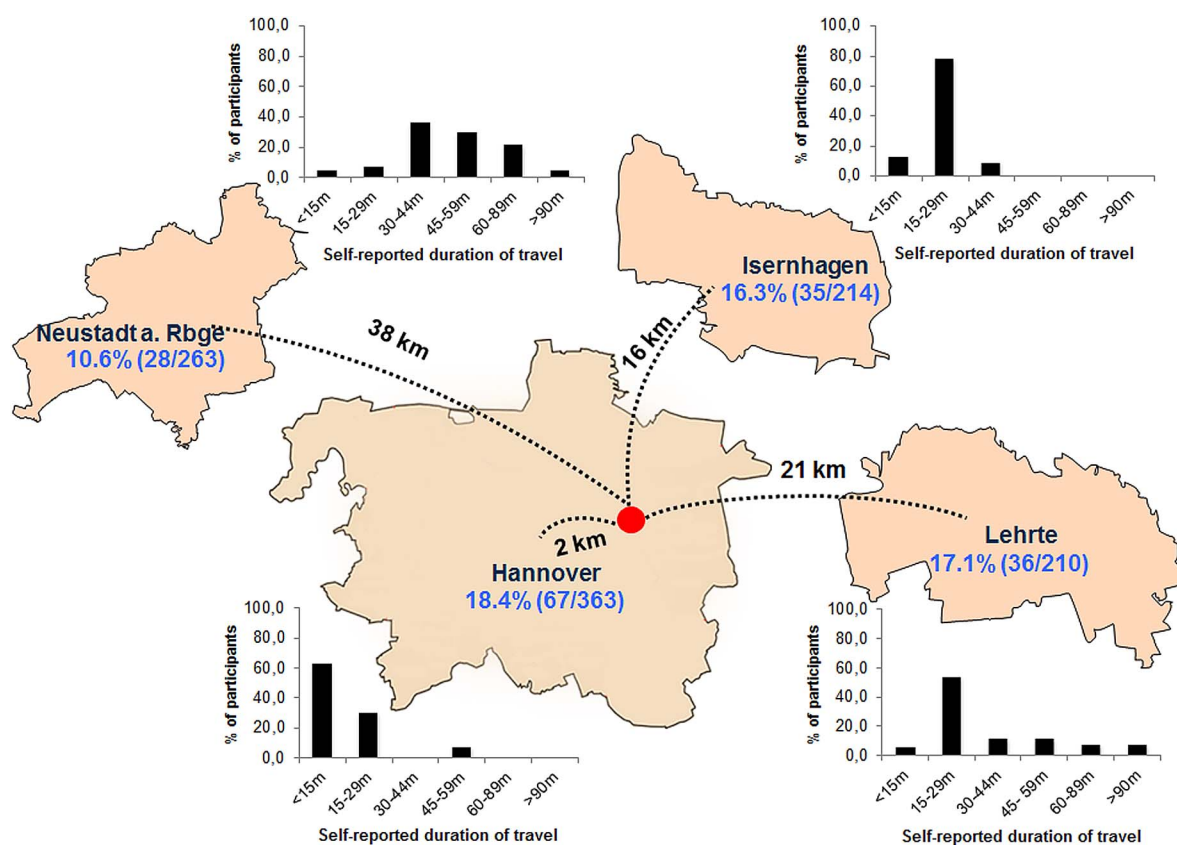 100,0
80,0
60,0
40,0
20,0
0,0
% of participants
<15m
15-29m
30-44m
45-59m
60-89m
>90m
Self-reported duration of travel
100,0
80,0
60,0
40,0
20,0
0,0
% of participants
<15m
15-29m
30-44m
45-59m
60-89m
>90m
Self-reported duration of travel
Isernhagen
16.3% (35/214)
Neustadt a. Rbge
10.6% (28/263)
38 km
16 km
21 km
2 km
Hannover
18.4% (67/363)
Lehrte
17.1% (36/210)
100,0
80,0
60,0
40,0
20,0
0,0
% of participants
<15m
15-29m
30-44m
45-59m
60-89m
>90m
Self-reported duration of travel
100,0
80,0
60,0
40,0
20,0
0,0
% of participants
<15m
15-29m
30-44m
45- 59m
60-89m
>90m
Self-reported duration of travel